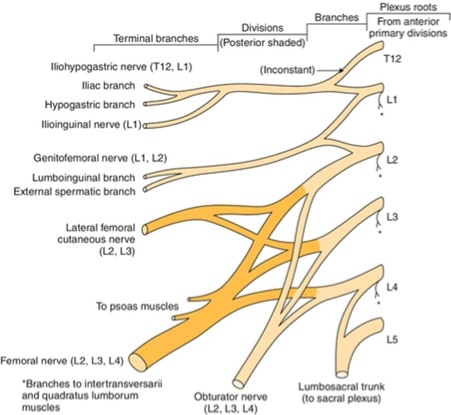 Plexus roots
Divisions
Branches
From anterior
Terminal branches
(Posterior shaded)
primary divisions
T12
Iliohypogastric nerve (T12, L1)
(Inconstant)
Iliac branch
L1
Hypogastric branch
*
Ilioinguinal nerve (L1)
Genitofemoral nerve (L1, L2)
L2
Lumboinguinal branch
*
External spermatic branch
L3
Lateral femoral
cutaneous nerve
(L2, L3)
*
L4
To psoas muscles
*
L5
Femoral nerve (L2, L3, L4)
*Branches to intertransversarii
and quadratus lumborum
muscles
Obturator nerve
(L2, L3, L4)
Lumbosacral trunk
(to sacral plexus)